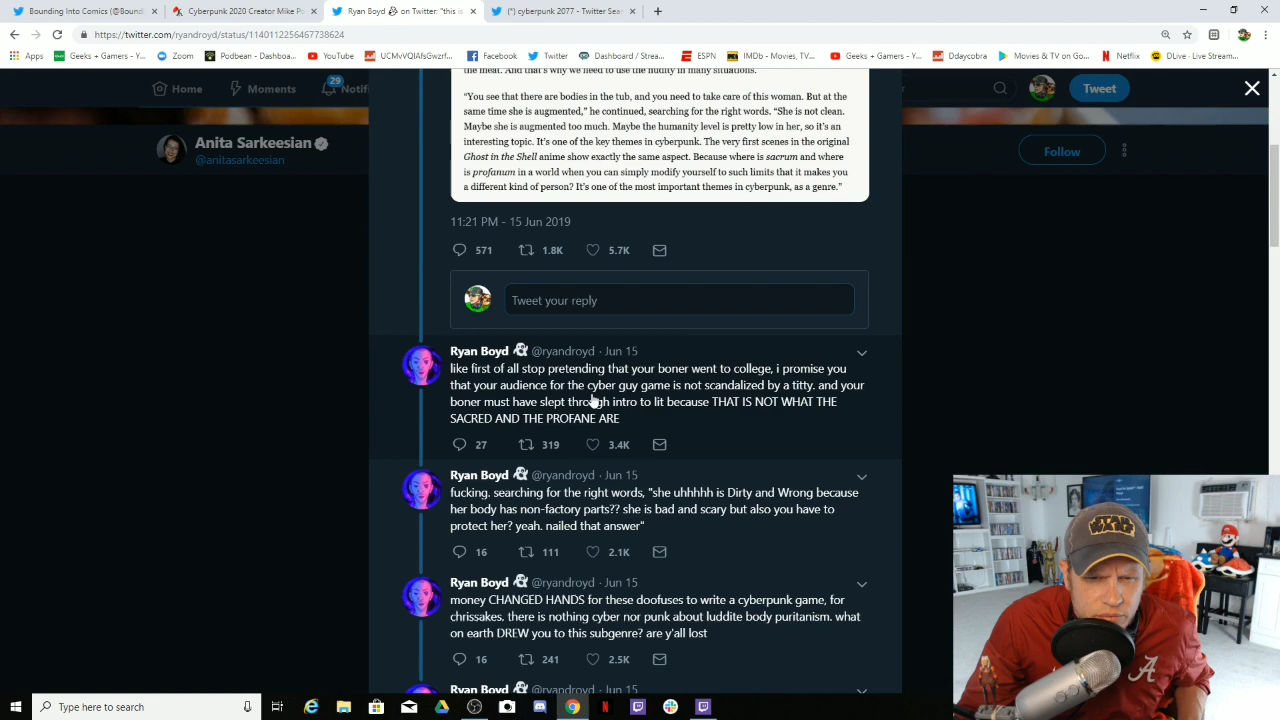 Bounding Into Comics (@Bound
Cyberpunk 2020 Creator Mike Po
Ryan Boyd on Twitter: "this is
(*) cyberpunk 2077 - Twitter Sea
https://twitter.com/ryandroyd/status/1140112256467738624
Apps
Geeks + Gamers - Y...
Zoom
Podbean - Dashboar...
YouTube
UCMvVQIAfsGwzrf...
Facebook
Twitter
Dashboard / Strea...
ESPN
IMDb - Movies, TV,...
Geeks + Gamers - Y...
Ddaycobra
Movies & TV on Go...
Netflix
DLive · Live Stream...
Home
Moments
29
Notifi
Tweet
Anita Sarkeesian
@anitasarkeesian
Follow
the meat. And that's why we need to use the nudity in many situations.
"You see that there are bodies in the tub, and you need to take care of this woman. But at the
same time she is augmented," he continued, searching for the right words. "She is not clean.
Maybe she is augmented too much. Maybe the humanity level is pretty low in her, so it's an
interesting topic. It's one of the key themes in cyberpunk. The very first scenes in the original
Ghost in the Shell anime show exactly the same aspect. Because where is sacrum and where
is profanum in a world when you can simply modify yourself to such limits that it makes you
a different kind of person? It's one of the most important themes in cyberpunk, as a genre."
11:21 PM - 15 Jun 2019
571 1.8K 5.7K
Tweet your reply
Ryan Boyd @ryandroyd · Jun 15
like first of all stop pretending that your boner went to college, i promise you
that your audience for the cyber guy game is not scandalized by a titty. and your
boner must have slept through intro to lit because THAT IS NOT WHAT THE
SACRED AND THE PROFANE ARE
27 319 3.4K
Ryan Boyd @ryandroyd · Jun 15
fucking. searching for the right words, "she uhhhhh is Dirty and Wrong because
her body has non-factory parts?? she is bad and scary but also you have to
protect her? yeah. nailed that answer"
16 111 2.1K
Ryan Boyd @ryandroyd · Jun 15
money CHANGED HANDS for these doofuses to write a cyberpunk game, for
chrissakes. there is nothing cyber nor punk about luddite body puritanism. what
on earth DREW you to this subgenre? are y'all lost
16 241 2.5K
Ryan Boyd @ryandroyd · Jun 15
A
Type here to search